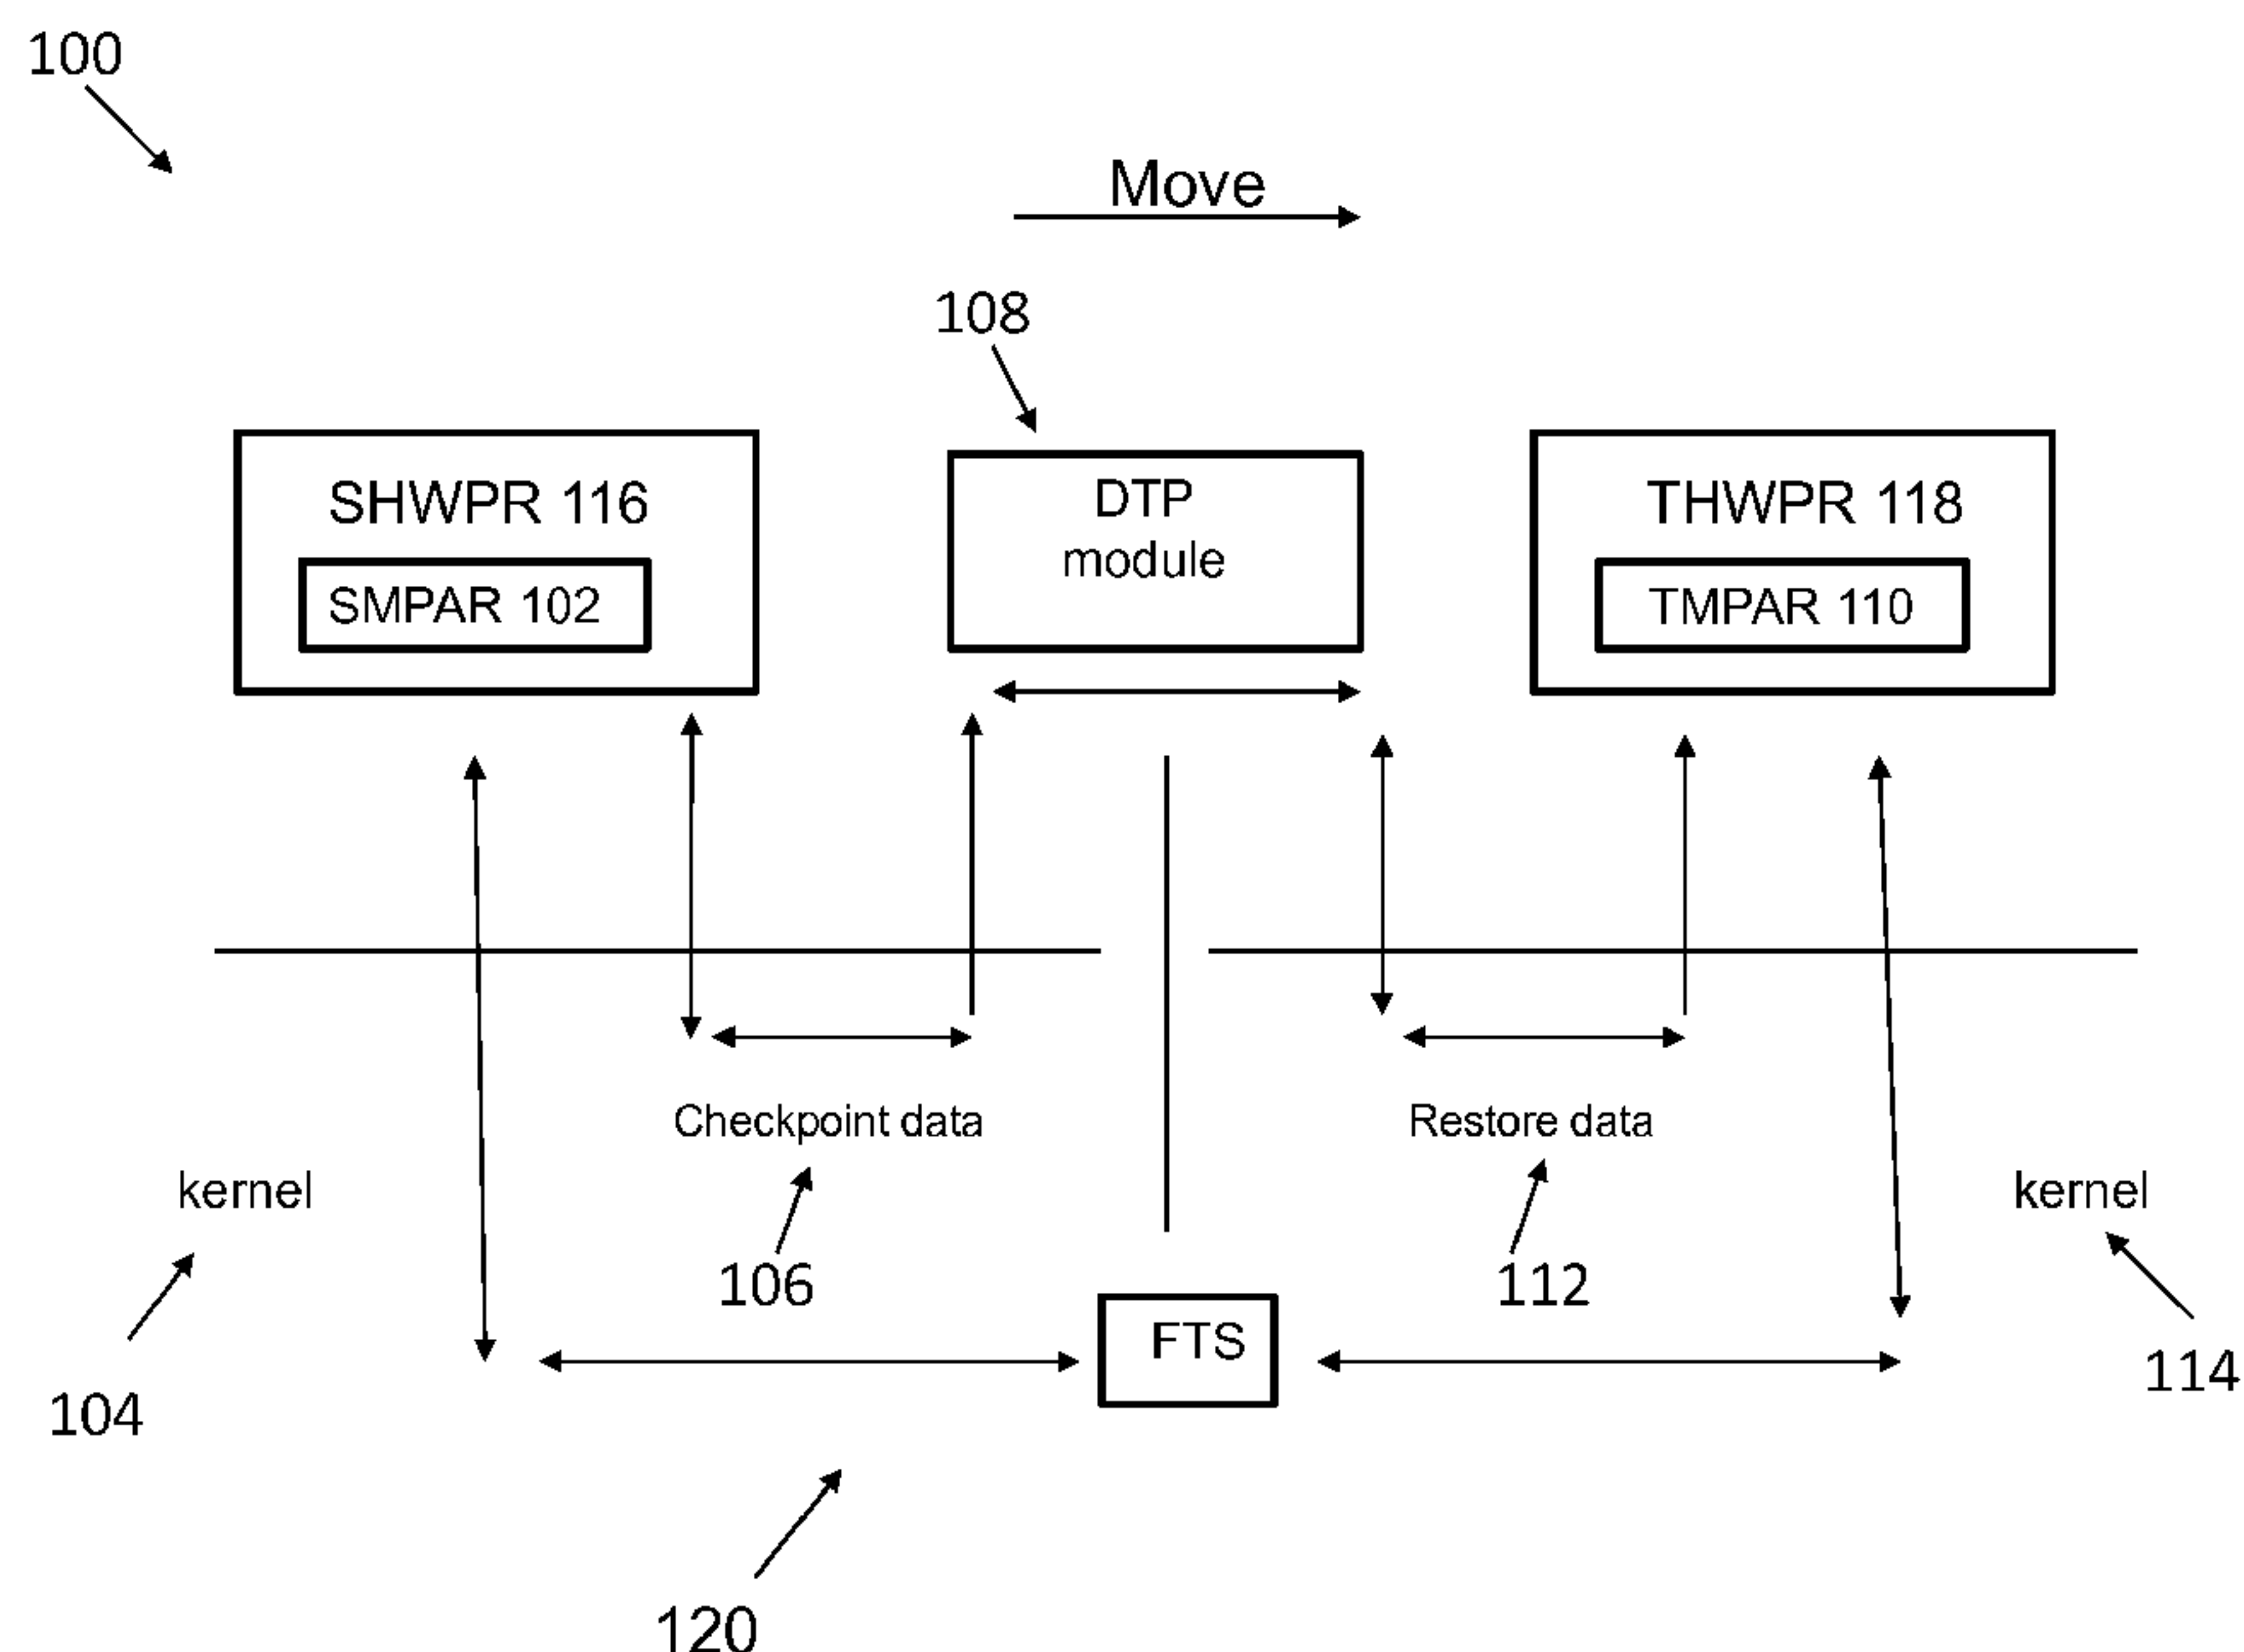 100
Move
108
SHWPR 116
SMPAR 102
DTP
module
THWPR 118
TMPAR 110
Checkpoint data
Restore data
kernel
kernel
106
112
FTS
104
114
120